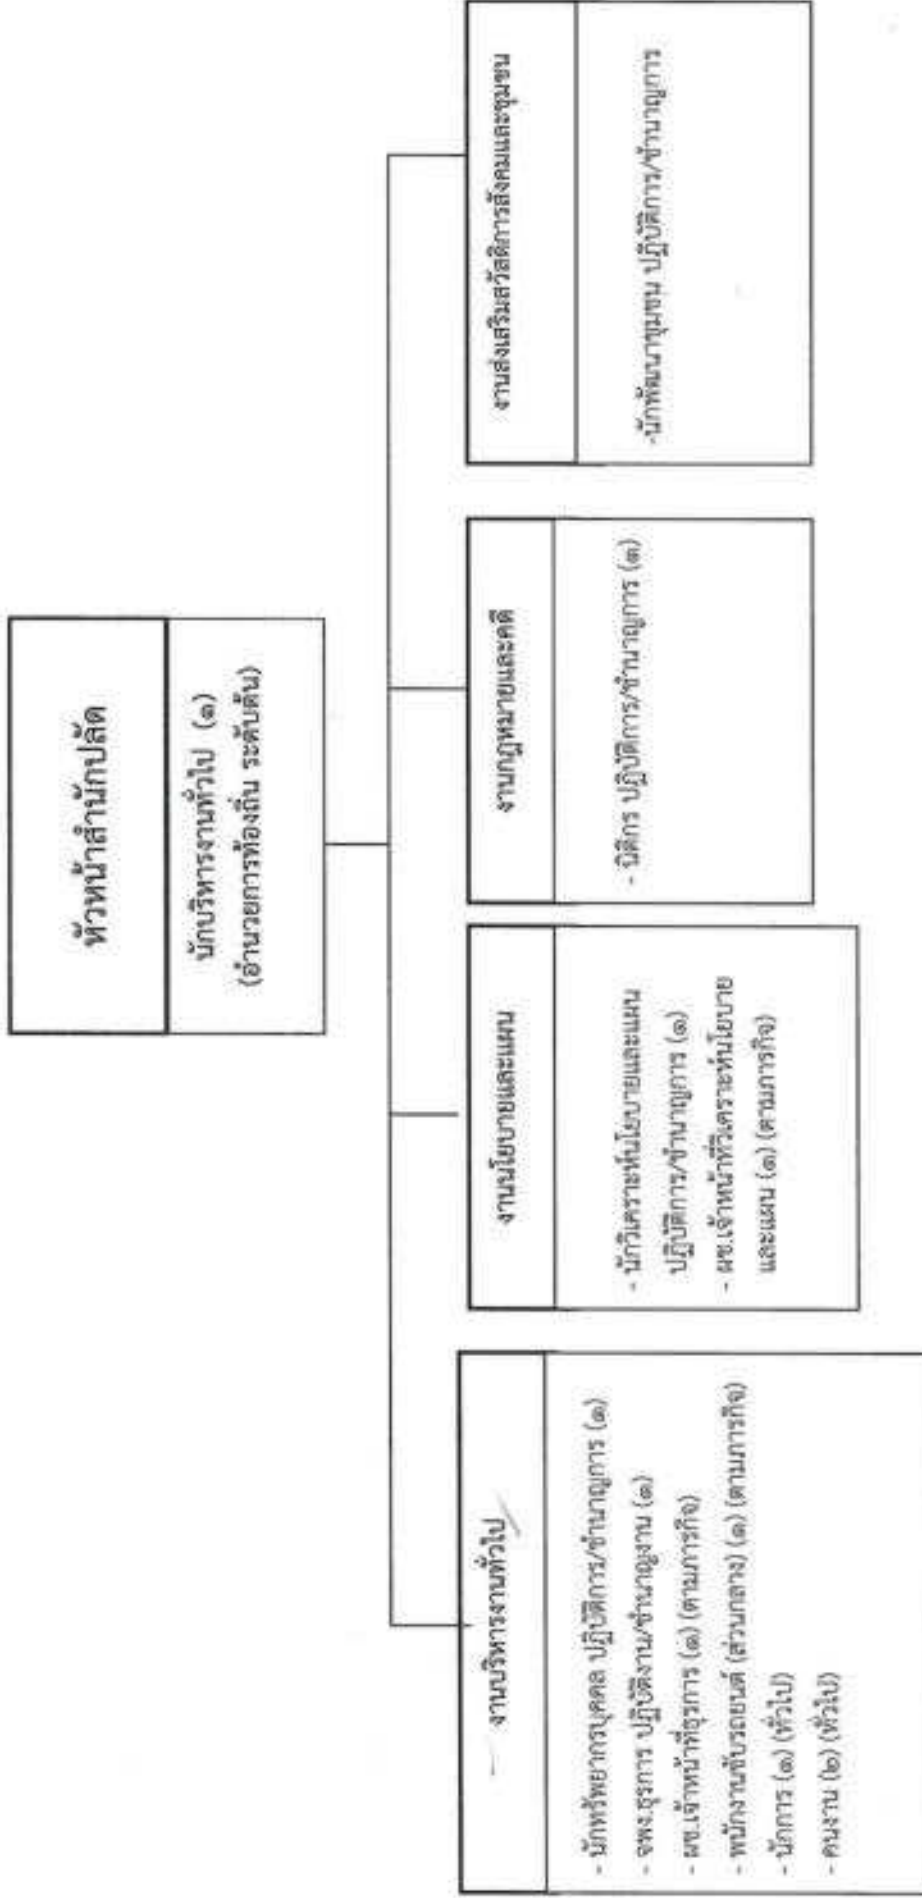 หัวหน้าสำนักปลัด
นักบริหารงานทั่วไป (๑)
(อำนวยการท้องถิ่น ระดับต้น)
งานบริหารงานทั่วไป
- นักทรัพยากรบุคคล ปฏิบัติการ/ชำนาญการ (๑)
- จพง.ธุรการ ปฏิบัติงาน/ชำนาญงาน (๑)
- ผช.เจ้าหน้าที่ธุรการ (๑) (ตามภารกิจ)
- พนักงานขับรถยนต์ (ส่วนกลาง) (๑) (ตามภารกิจ)
- นักการ (๑) (ทั่วไป)
- คนงาน (๒) (ทั่วไป)
งานนโยบายและแผน
- นักวิเคราะห์นโยบายและแผน
ปฏิบัติการ/ชำนาญการ (๑)
- ผช.เจ้าหน้าที่วิเคราะห์นโยบาย
และแผน (๑) (ตามภารกิจ)
งานกฎหมายและคดี
- นิติกร ปฏิบัติการ/ชำนาญการ (๑)
งานส่งเสริมสวัสดิการสังคมและชุมชน
-นักพัฒนาชุมชน ปฏิบัติการ/ชำนาญการ